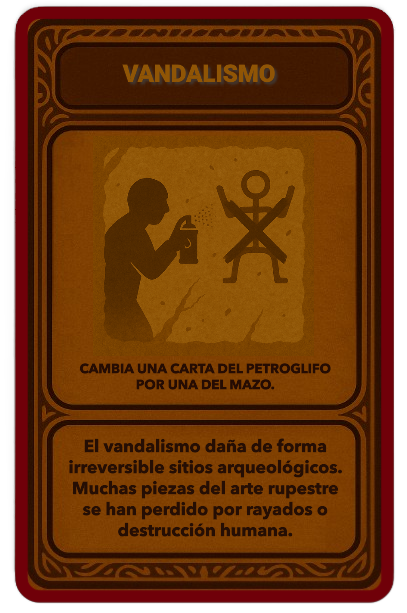 VANDALISMO
CAMBIA UNA CARTA DEL PETROGLIFO
POR UNA DEL MAZO.
El vandalismo daña de forma
irreversible sitios arqueológicos.
Muchas piezas del arte rupestre
se han perdido por rayados o
destrucción humana.